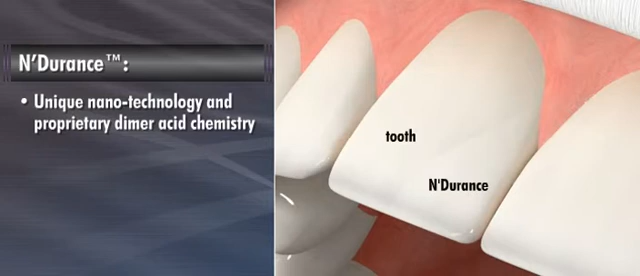 N’Durance™:
• Unique nano-technology and
proprietary dimer acid chemistry
tooth
N'Durance